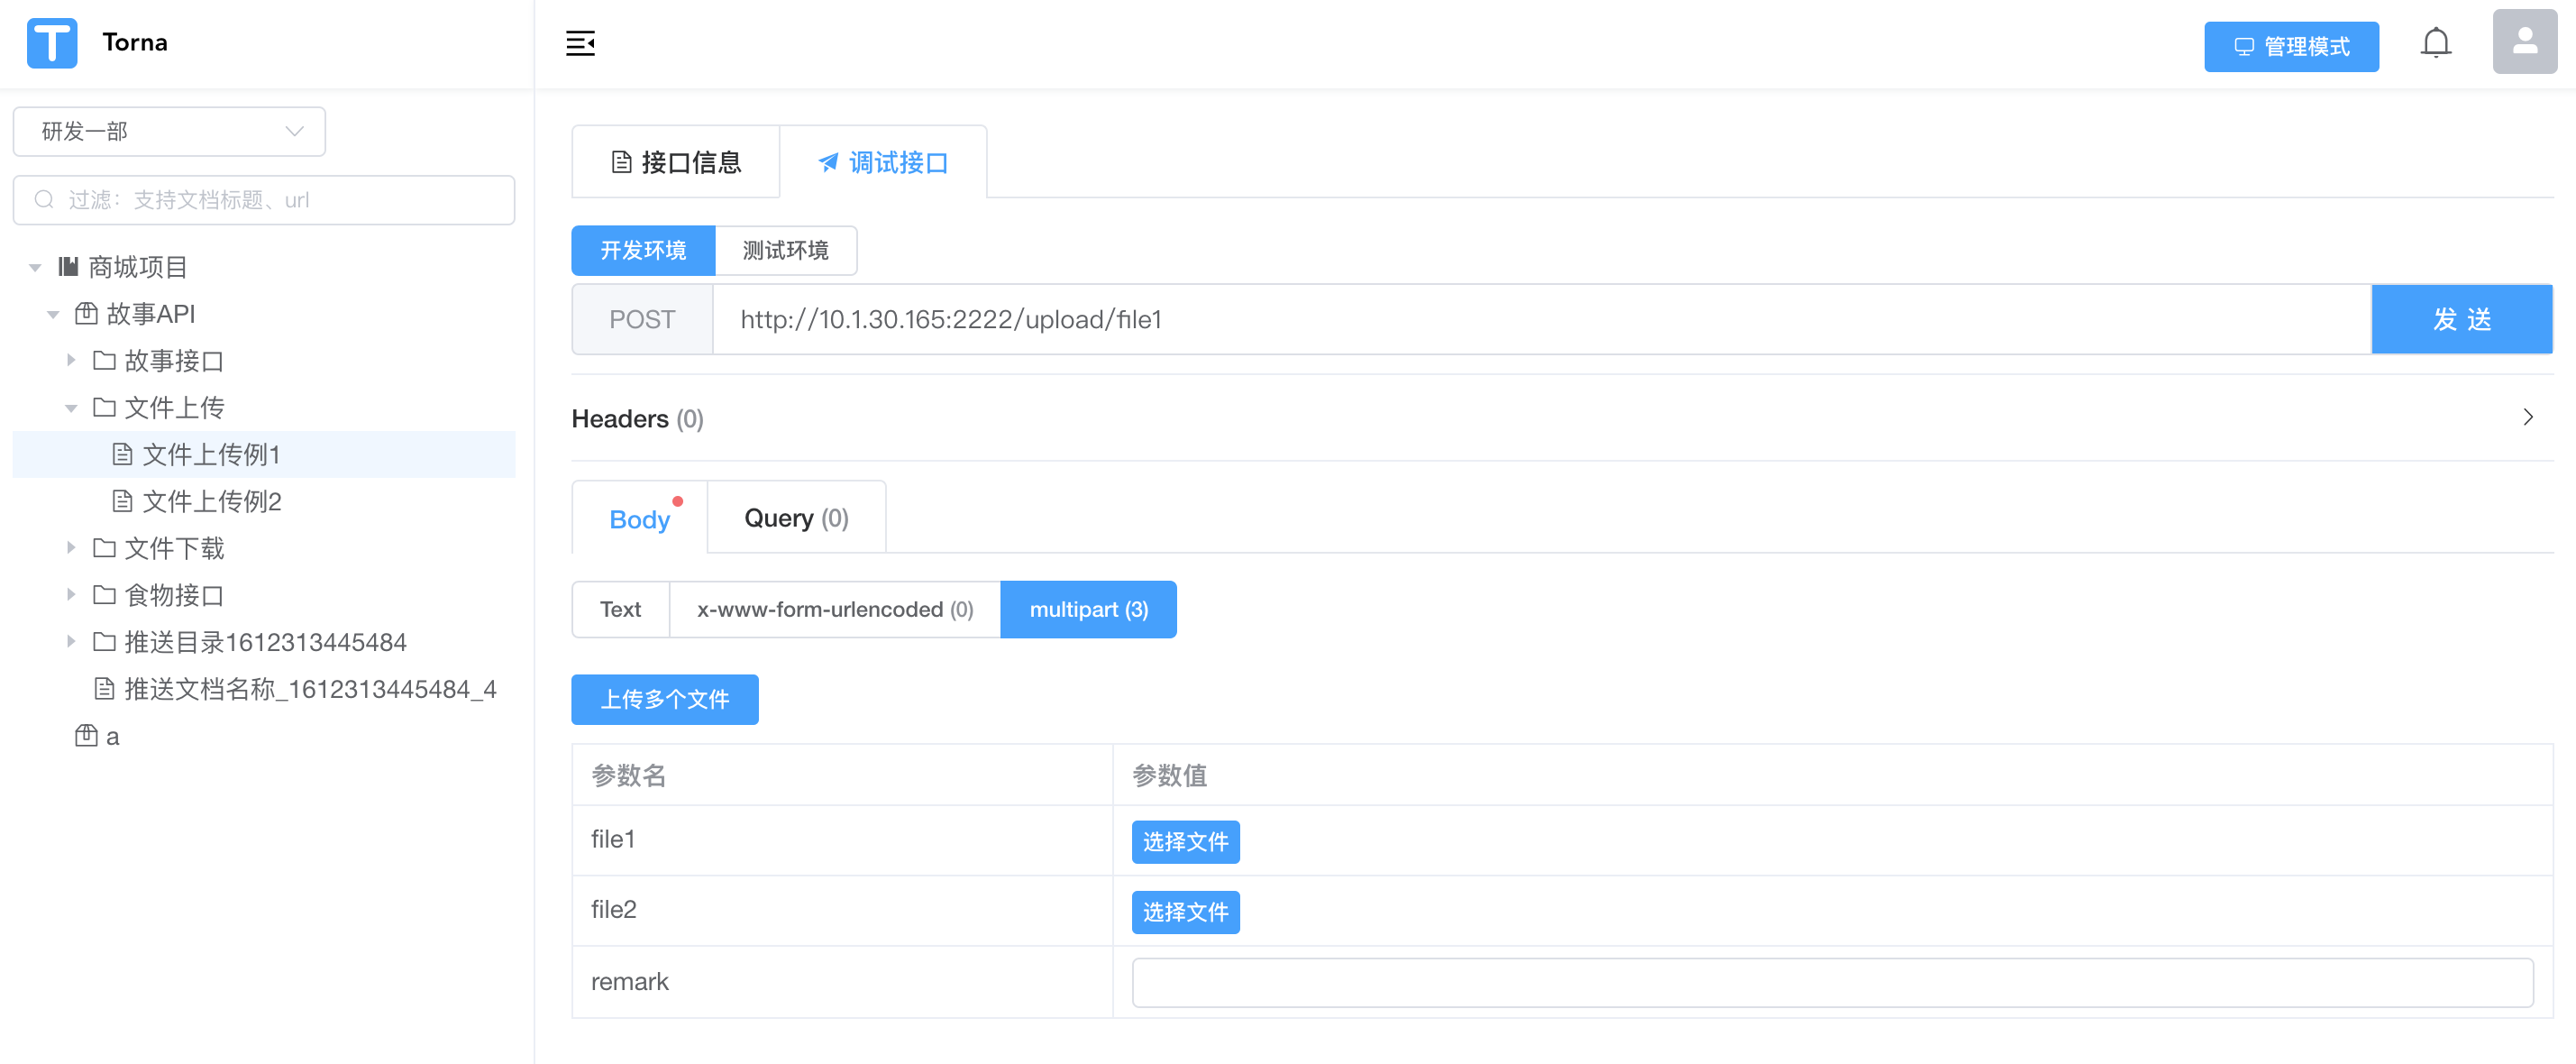 Torna
管理模式
研发一部
过滤：支持文档标题、url
商城项目
故事API
故事接口
文件上传
文件上传例1
文件上传例2
文件下载
食物接口
推送目录1612313445484
推送文档名称_1612313445484_4
a
接口信息
调试接口
开发环境 测试环境
POST http://10.1.30.165:2222/upload/file1 发 送
Headers (0)
Body Query (0)
Text x-www-form-urlencoded (0) multipart (3)
上传多个文件
参数名 参数值
file1 选择文件
file2 选择文件
remark